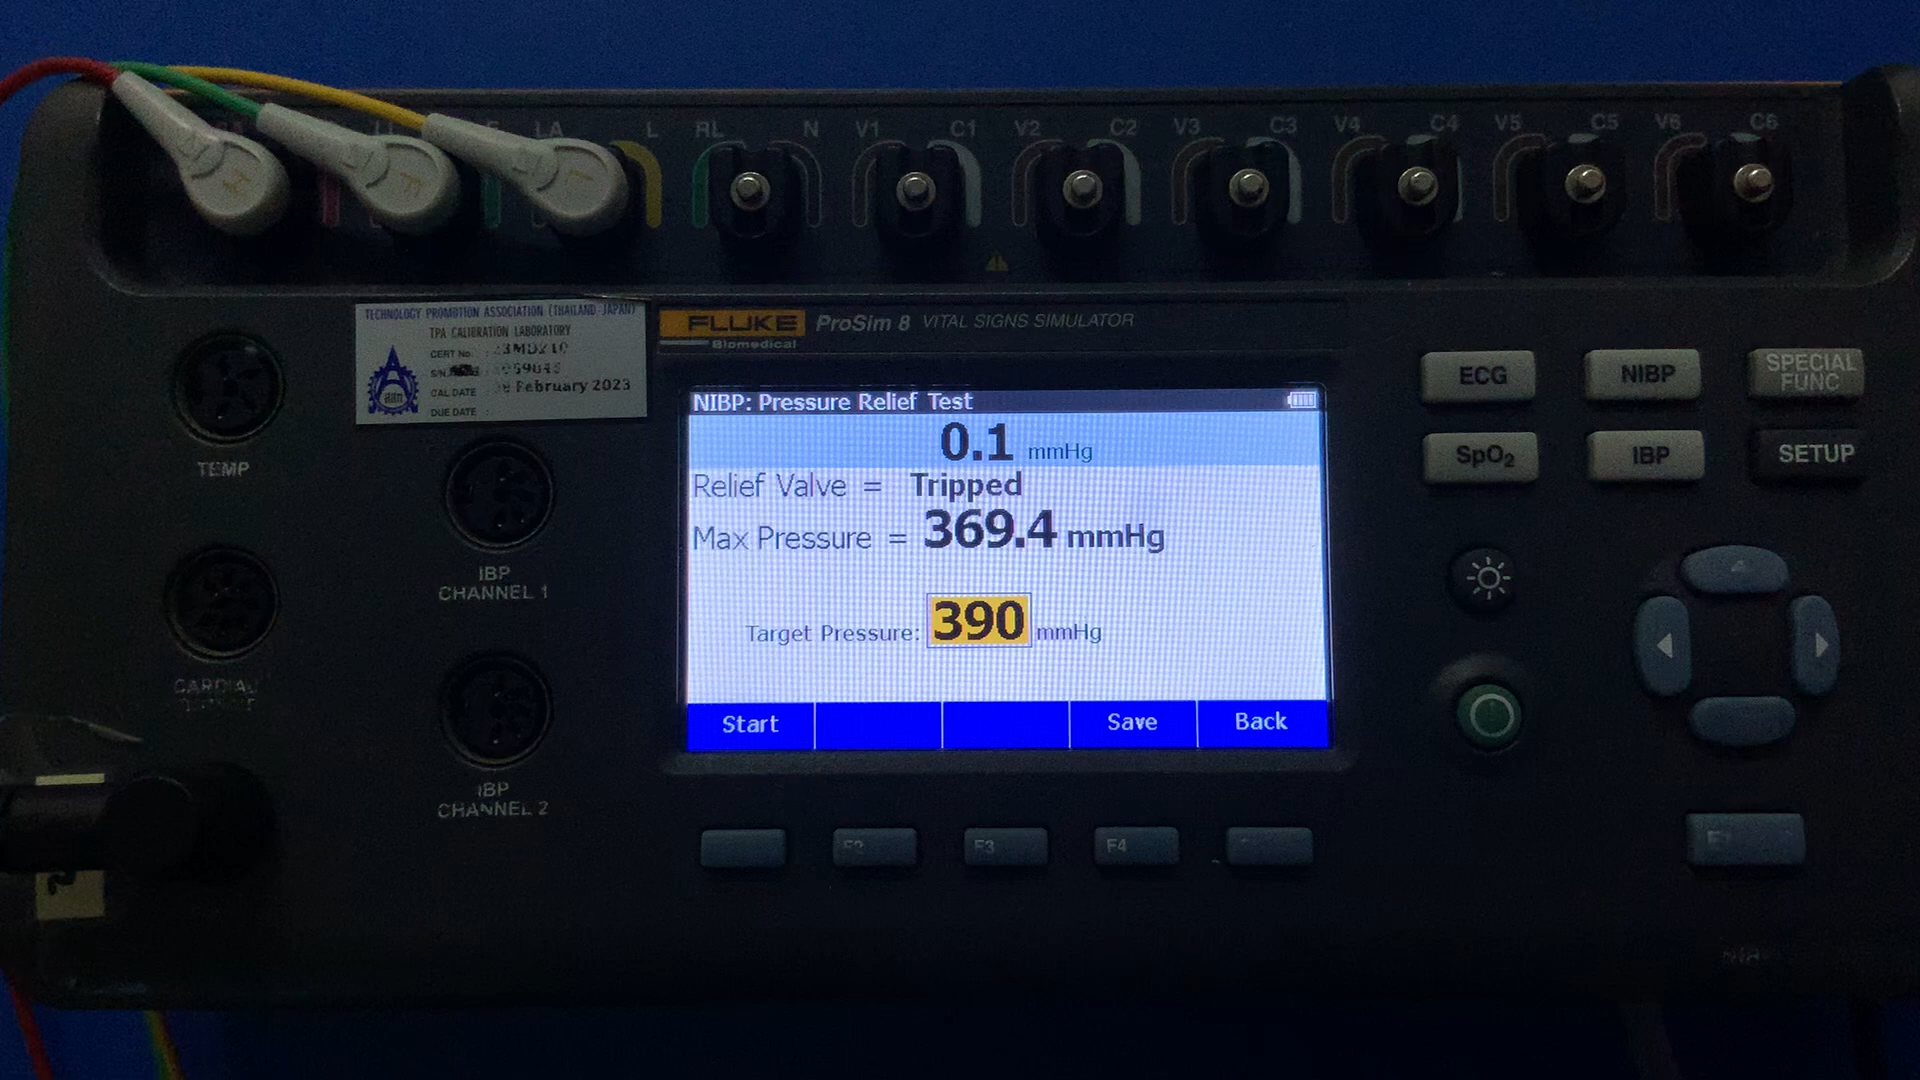 LA L RL N V1 C1 V2 C2 V3 C3 V4 C4 V5 C5 V6 C6
TECHNOLOGY PROMOTION ASSOCIATION (THAILAND-JAPAN)
TPA CALIBRATION LABORATORY
CERT No. :
S/N.
CAL DATE : February 2023
DUE DATE :
FLUKE
Biomedical
ProSim 8 VITAL SIGNS SIMULATOR
TEMP
IBP
CHANNEL 1
CARDIAC
IBP
CHANNEL 2
NIBP: Pressure Relief Test
0.1 mmHg
Relief Valve = Tripped
Max Pressure = 369.4 mmHg
Target Pressure: 390 mmHg
Start Save Back
F2 F3 F4
ECG NIBP SPECIAL
FUNC
SpO2 IBP SETUP